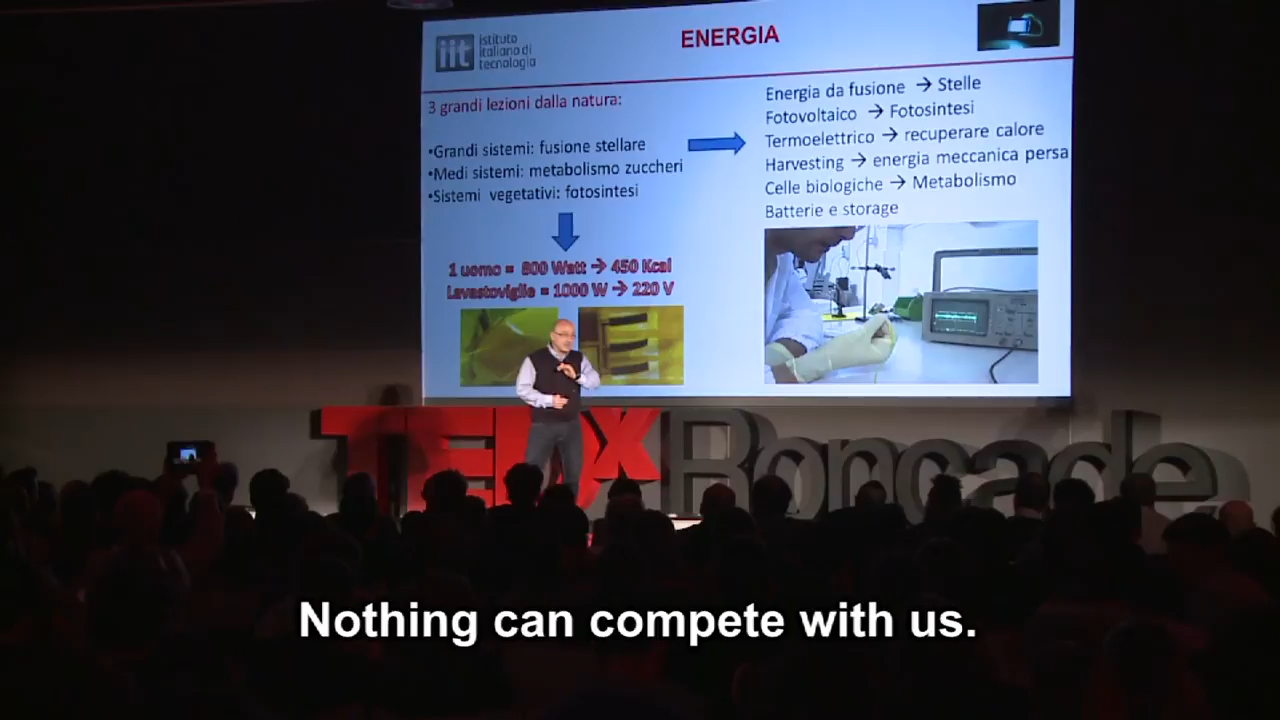 iit
istituto
italiano di
tecnologia
ENERGIA
3 grandi lezioni dalla natura:
•Grandi sistemi: fusione stellare
•Medi sistemi: metabolismo zuccheri
•Sistemi vegetativi: fotosintesi
1 uomo = 800 Watt → 450 Kcal
Lavastoviglie = 1000 W → 220 V
Energia da fusione → Stelle
Fotovoltaico → Fotosintesi
Termoelettrico → recuperare calore
Harvesting → energia meccanica persa
Celle biologiche → Metabolismo
Batterie e storage
TEDxRoncade
Nothing can compete with us.